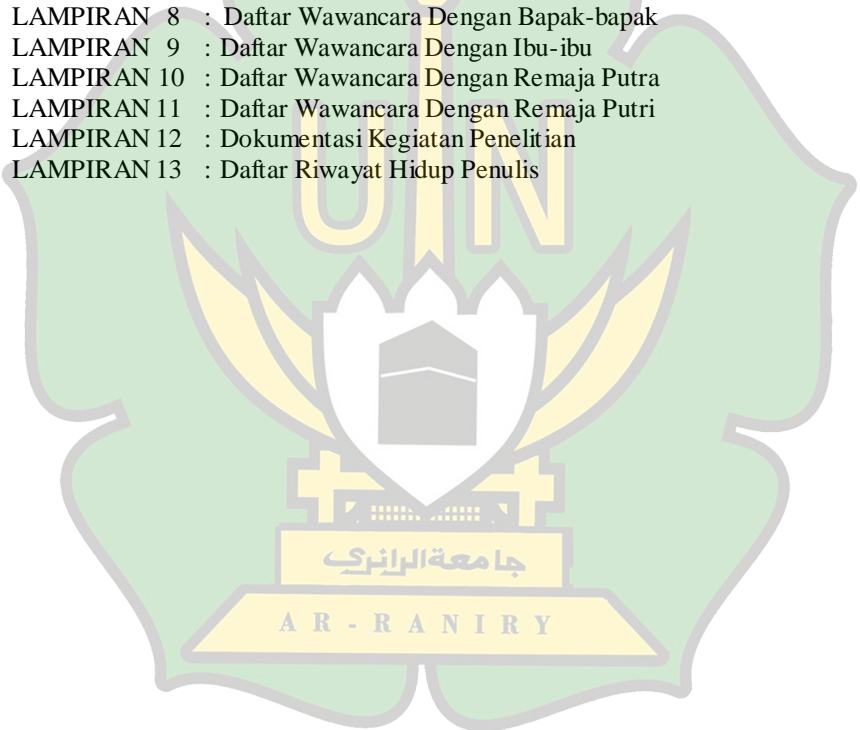 LAMPIRAN 8 : Daftar Wawancara Dengan Bapak-bapak
LAMPIRAN 9 : Daftar Wawancara Dengan Ibu-ibu
LAMPIRAN 10 : Daftar Wawancara Dengan Remaja Putra
LAMPIRAN 11 : Daftar Wawancara Dengan Remaja Putri
LAMPIRAN 12 : Dokumentasi Kegiatan Penelitian
LAMPIRAN 13 : Daftar Riwayat Hidup Penulis
UIN
جامعةالرانري
AR-RANIRY